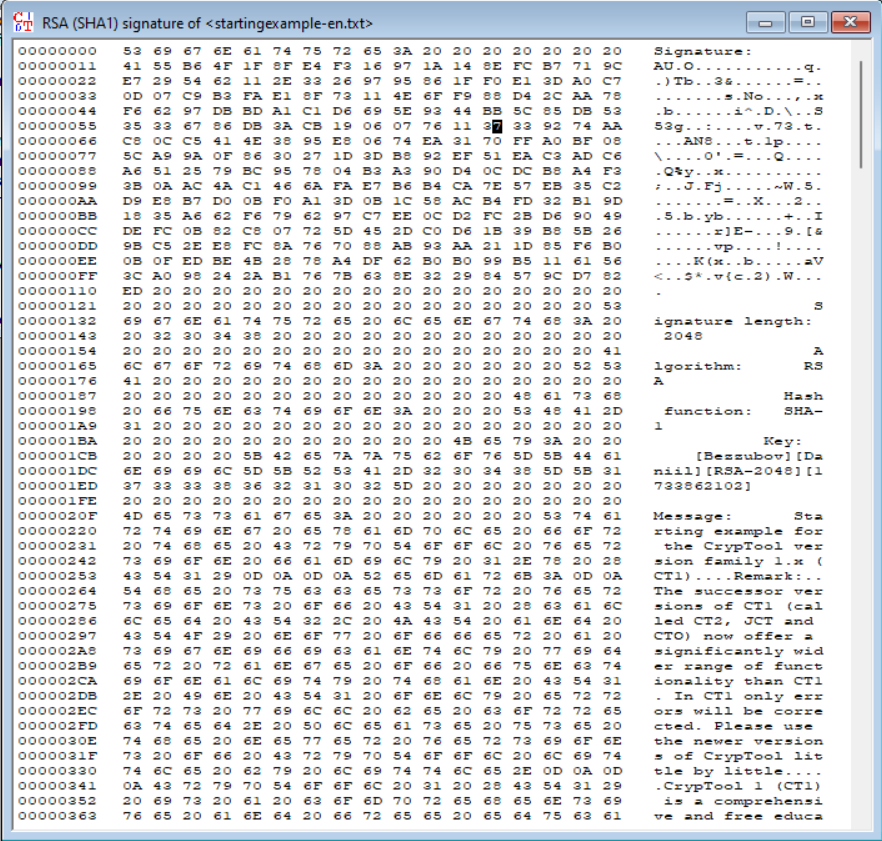 RSA (SHA1) signature of <startingexample-en.txt>
00000000 53 69 67 6E 61 74 75 72 65 3A 20 20 20 20 20 20 20 Signature:
00000011 41 55 B6 4F 1F 8F E4 F3 16 97 1A 14 8E FC B7 71 9C AU.O...........q.
00000022 E7 29 54 62 11 2E 33 26 97 95 86 1F F0 E1 3D A0 C7 .)Tb..3&......=..
00000033 0D 07 C9 B3 FA E1 8F 73 11 4E 6F F9 88 D4 2C AA 78 .......s.No...,.x
00000044 F6 62 97 DB BD A1 C1 D6 69 5E 93 44 BB 5C 85 DB 53 .b......i^.D.\..S
00000055 35 33 67 86 DB 3A CB 19 06 07 76 11 37 33 92 74 AA 53g..:....v.73.t.
00000066 C8 0C C5 41 4E 38 95 E8 06 74 EA 31 70 FF A0 BF 08 ...AN8...t.1p....
00000077 5C A9 9A 0F 86 30 27 1D 3D B8 92 EF 51 EA C3 AD C6 \....0'.=...Q....
00000088 A6 51 25 79 BC 95 78 04 B3 A3 90 D4 0C DC B8 A4 F3 .Q%y..x..........
00000099 3B 0A AC 4A C1 46 6A FA E7 B6 B4 CA 7E 57 EB 35 C2 ;..J.Fj.....~W.5.
000000AA D9 E8 B7 D0 0B F0 A1 3D 0B 1C 58 AC B4 FD 32 B1 9D .......=..X...2..
000000BB 18 35 A6 62 F6 79 62 97 C7 EE 0C D2 FC 2B D6 90 49 .5.b.yb......+..I
000000CC DE FC 0B 82 C8 07 72 5D 45 2D C0 D6 1B 39 B8 5B 26 ......r]E-...9.[&
000000DD 9B C5 2E E8 FC 8A 76 70 88 AB 93 AA 21 1D 85 F6 B0 ......vp....!....
000000EE 0B 0F ED BE 4B 28 78 A4 DF 62 B0 B0 99 B5 11 61 56 ....K(x..b.....aV
000000FF 3C A0 98 24 2A B1 76 7B 63 8E 32 29 84 57 9C D7 82 <..$*.v{c.2).W...
00000110 ED 20 20 20 20 20 20 20 20 20 20 20 20 20 20 20 20 .
00000121 20 20 20 20 20 20 20 20 20 20 20 20 20 20 20 20 53 S
00000132 69 67 6E 61 74 75 72 65 20 6C 65 6E 67 74 68 3A 20 ignature length:
00000143 20 32 30 34 38 20 20 20 20 20 20 20 20 20 20 20 20 2048
00000154 20 20 20 20 20 20 20 20 20 20 20 20 20 20 20 20 41 A
00000165 6C 67 6F 72 69 74 68 6D 3A 20 20 20 20 20 20 52 53 lgorithm: RS
00000176 41 20 20 20 20 20 20 20 20 20 20 20 20 20 20 20 20 A
00000187 20 20 20 20 20 20 20 20 20 20 20 20 20 48 61 73 68 Hash
00000198 20 66 75 6E 63 74 69 6F 6E 3A 20 20 20 53 48 41 2D function: SHA-
000001A9 31 20 20 20 20 20 20 20 20 20 20 20 20 20 20 20 20 1
000001BA 20 20 20 20 20 20 20 20 20 20 20 4B 65 79 3A 20 20 Key:
000001CB 20 20 20 20 5B 42 65 7A 7A 75 62 6F 76 5D 5B 44 61 [Bezzubov][Da
000001DC 6E 69 69 6C 5D 5B 52 53 41 2D 32 30 34 38 5D 5B 31 niil][RSA-2048][1
000001ED 37 33 33 38 36 32 31 30 32 5D 20 20 20 20 20 20 20 733862102]
000001FE 20 20 20 20 20 20 20 20 20 20 20 20 20 20 20 20 20
0000020F 4D 65 73 73 61 67 65 3A 20 20 20 20 20 20 53 74 61 Message: Sta
00000220 72 74 69 6E 67 20 65 78 61 6D 70 6C 65 20 66 6F 72 rting example for
00000231 20 74 68 65 20 43 72 79 70 54 6F 6F 6C 20 76 65 72 the CrypTool ver
00000242 73 69 6F 6E 20 66 61 6D 69 6C 79 20 31 2E 78 20 28 sion family 1.x (
00000253 43 54 31 29 0D 0A 0D 0A 52 65 6D 61 72 6B 3A 0D 0A CT1)....Remark:..
00000264 54 68 65 20 73 75 63 63 65 73 73 6F 72 20 76 65 72 The successor ver
00000275 73 69 6F 6E 73 20 6F 66 20 43 54 31 20 28 63 61 6C sions of CT1 (cal
00000286 6C 65 64 20 43 54 32 2C 20 4A 43 54 20 61 6E 64 20 led CT2, JCT and
00000297 43 54 4F 29 20 6E 6F 77 20 6F 66 66 65 72 20 61 20 CTO) now offer a
000002A8 73 69 67 6E 69 66 69 63 61 6E 74 6C 79 20 77 69 64 significantly wid
000002B9 65 72 20 72 61 6E 67 65 20 6F 66 20 66 75 6E 63 74 er range of funct
000002CA 69 6F 6E 61 6C 69 74 79 20 74 68 61 6E 20 43 54 31 ionality than CT1
000002DB 2E 20 49 6E 20 43 54 31 20 6F 6E 6C 79 20 65 72 72 . In CT1 only err
000002EC 6F 72 73 20 77 69 6C 6C 20 62 65 20 63 6F 72 72 65 ors will be corre
000002FD 63 74 65 64 2E 20 50 6C 65 61 73 65 20 75 73 65 20 cted. Please use
0000030E 74 68 65 20 6E 65 77 65 72 20 76 65 72 73 69 6F 6E the newer version
0000031F 73 20 6F 66 20 43 72 79 70 54 6F 6F 6C 20 6C 69 74 s of CrypTool lit
00000330 74 6C 65 20 62 79 20 6C 69 74 74 6C 65 2E 0D 0A 0D tle by little....
00000341 0A 43 72 79 70 54 6F 6F 6C 20 31 20 28 43 54 31 29 .CrypTool 1 (CT1)
00000352 20 69 73 20 61 20 63 6F 6D 70 72 65 68 65 6E 73 69 is a comprehensi
00000363 76 65 20 61 6E 64 20 66 72 65 65 20 65 64 75 63 61 ve and free educa